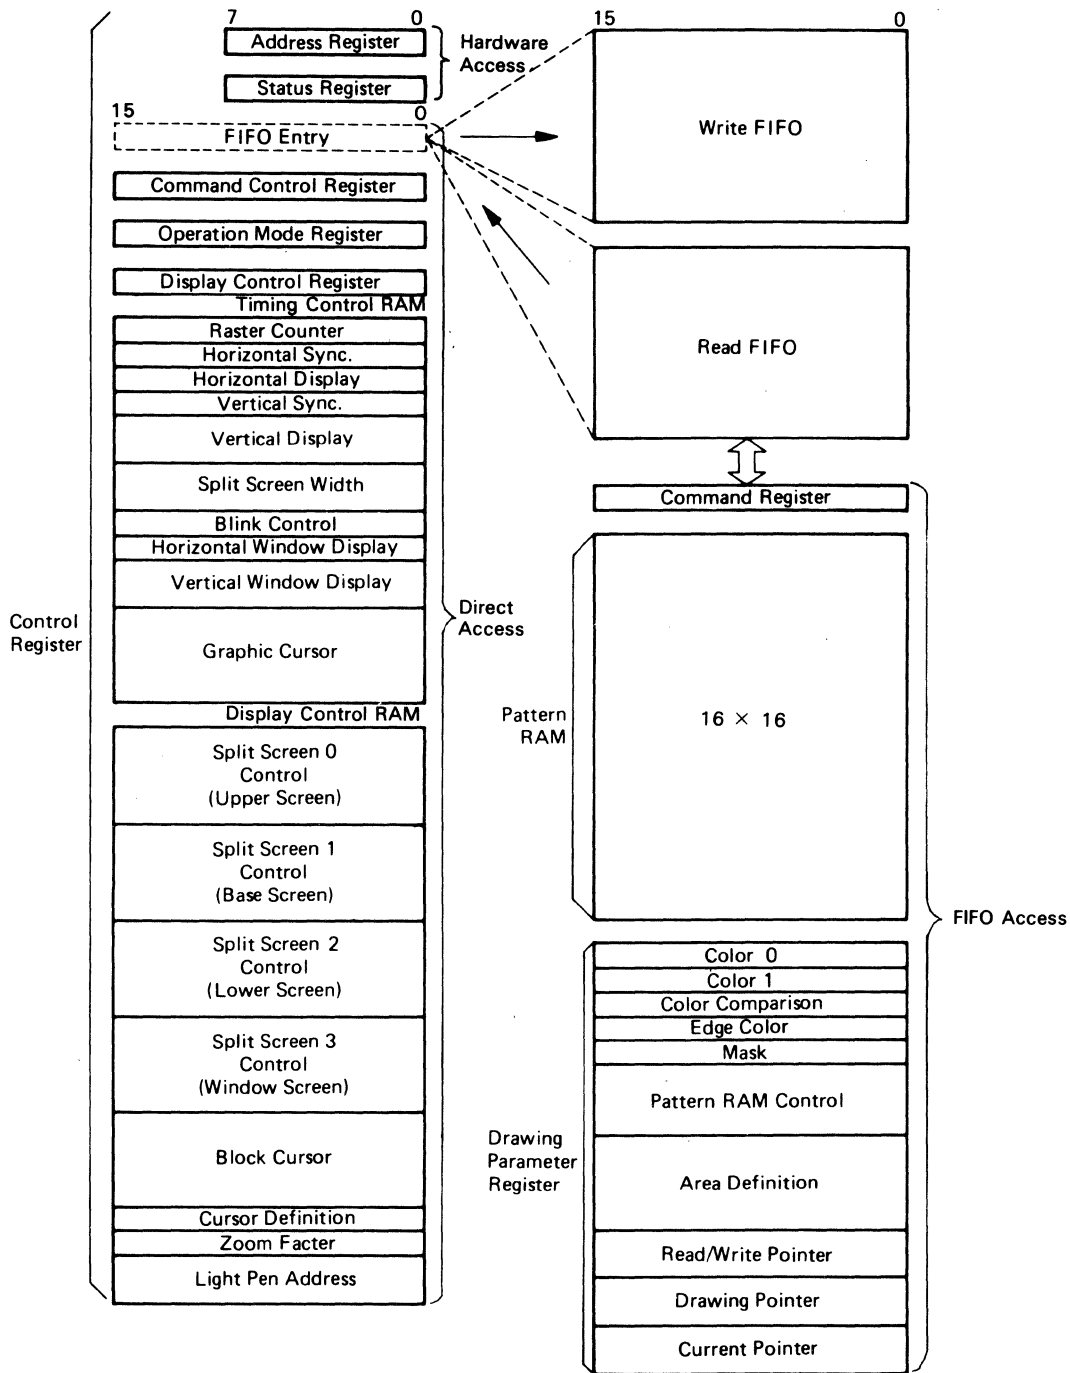 7 0
Address Register
Status Register
Hardware
Access
15 0
FIFO Entry
Command Control Register
Operation Mode Register
Display Control Register
Timing Control RAM
Raster Counter
Horizontal Sync.
Horizontal Display
Vertical Sync.
Vertical Display
Split Screen Width
Blink Control
Horizontal Window Display
Vertical Window Display
Graphic Cursor
Display Control RAM
Split Screen 0
Control
(Upper Screen)
Split Screen 1
Control
(Base Screen)
Split Screen 2
Control
(Lower Screen)
Split Screen 3
Control
(Window Screen)
Block Cursor
Cursor Definition
Zoom Facter
Light Pen Address
Control
Register
Direct
Access
15 0
Write FIFO
Read FIFO
Command Register
Pattern
RAM
16 × 16
Color 0
Color 1
Color Comparison
Edge Color
Mask
Pattern RAM Control
Area Definition
Read/Write Pointer
Drawing Pointer
Current Pointer
Drawing
Parameter
Register
FIFO Access